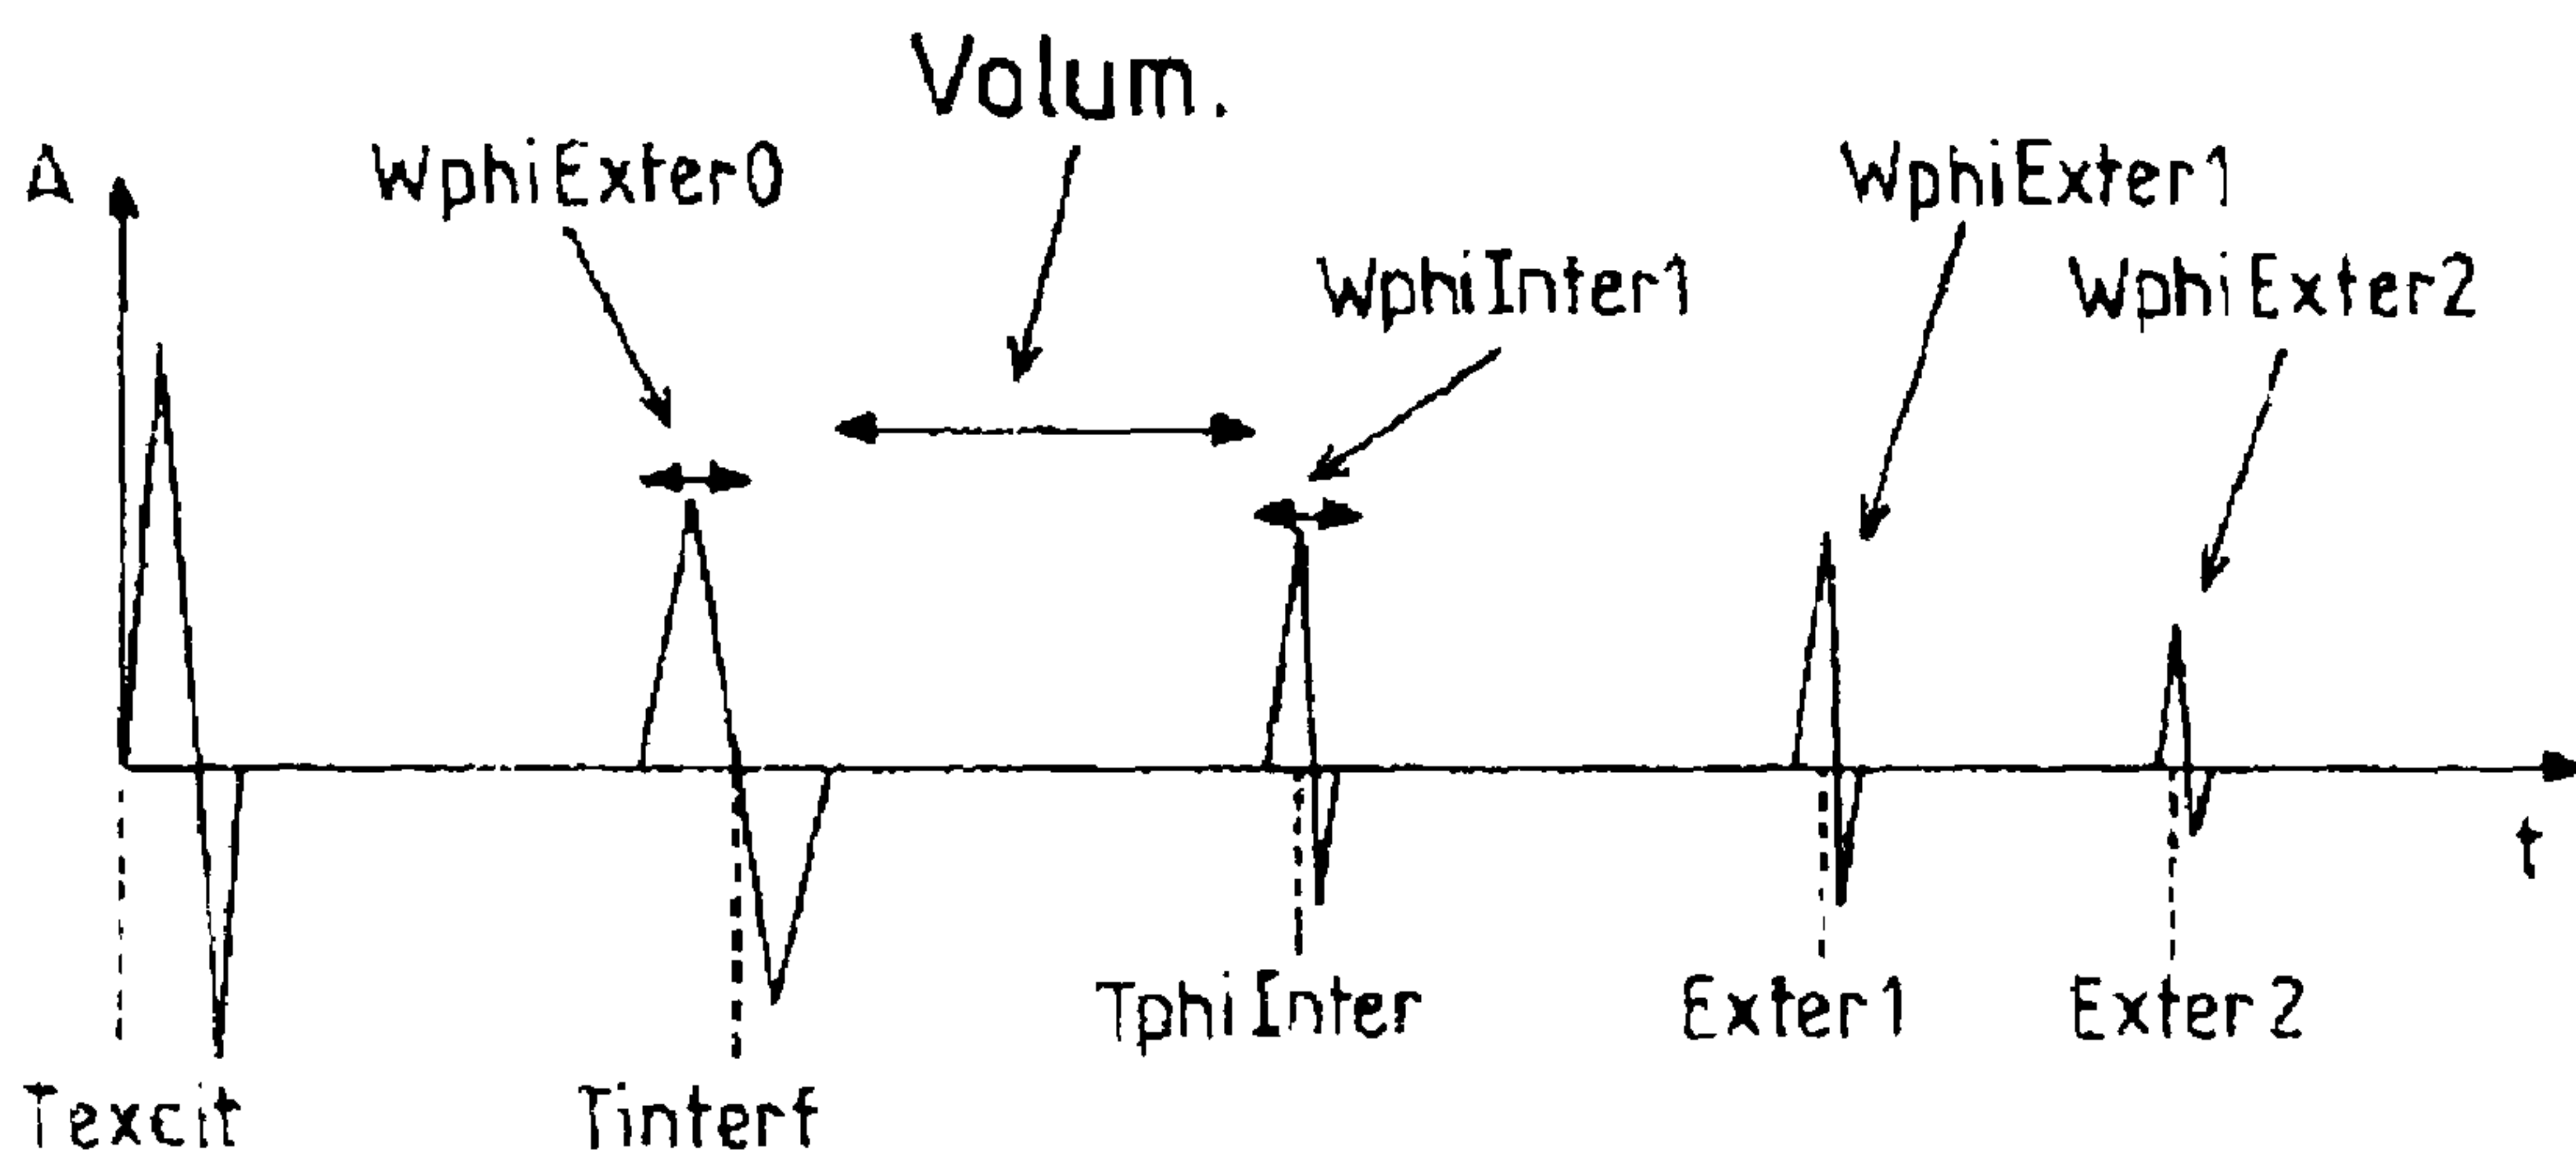 Volum.
A
WphiExter0
WphiExter1
WphiInter1
WphiExter2
t
TphiInter
Exter1
Exter2
Texcit
Tinterf